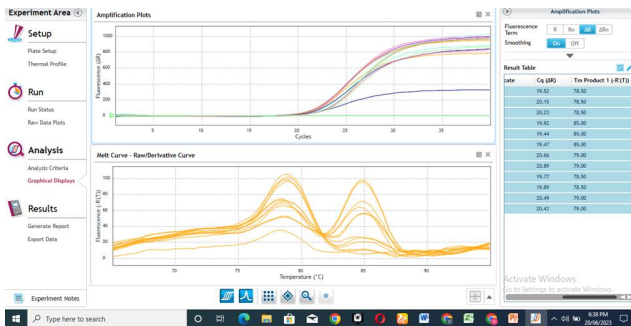 Experiment Area
Setup
Plate Setup
Thermal Profile
Run
Run Status
Raw Data Plots
Analysis
Analysis Criteria
Graphical Displays
Results
Generate Report
Export Data
Experiment Notes
Amplification Plots
Fluorescence (ΔR)
1000
800
600
400
200
0
5 10 15 20 25 30 35
Cycles
Melt Curve - Raw/Derivative Curve
Fluorescence (-R'(T))
100
80
60
40
20
0
70 75 80 85 90
Temperature (°C)
Amplification Plots
Fluorescence Term R Rn ΔR ΔRn
Smoothing On Off
Result Table
cate Cq (ΔR) Tm Product 1 (-R'(T))
19.52 78.50
20.15 78.50
20.23 78.50
19.92 85.00
19.44 85.00
19.47 85.00
20.66 79.00
20.89 79.00
19.77 78.50
19.89 78.50
20.49 79.00
20.43 79.00
Activate Windows
Go to Settings to activate Windows.
Type here to search
6:38 PM
20/06/2023